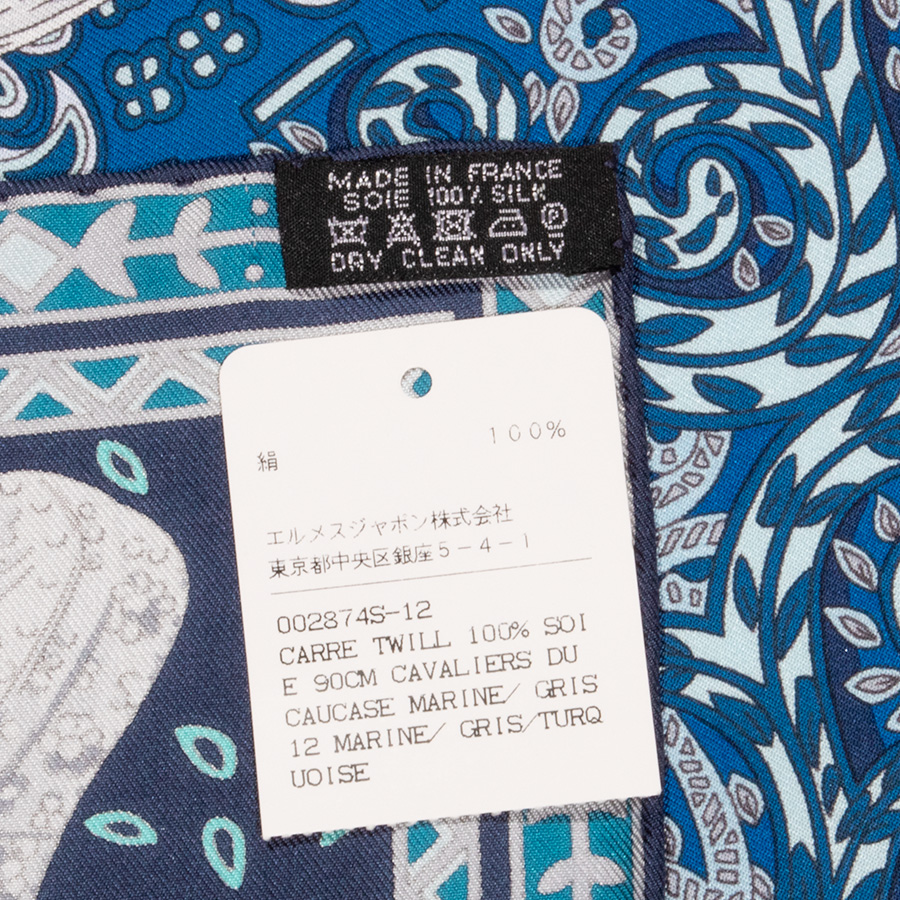 MADE IN FRANCE
SOIE 100% SILK
DRY CLEAN ONLY
絹 100%
エルメスジャポン株式会社
東京都中央区銀座5-4-1
002874S-12
CARRE TWILL 100% SOI
E 90CM CAVALIERS DU
CAUCASE MARINE/ GRIS
12 MARINE/ GRIS/TURQ
UOISE